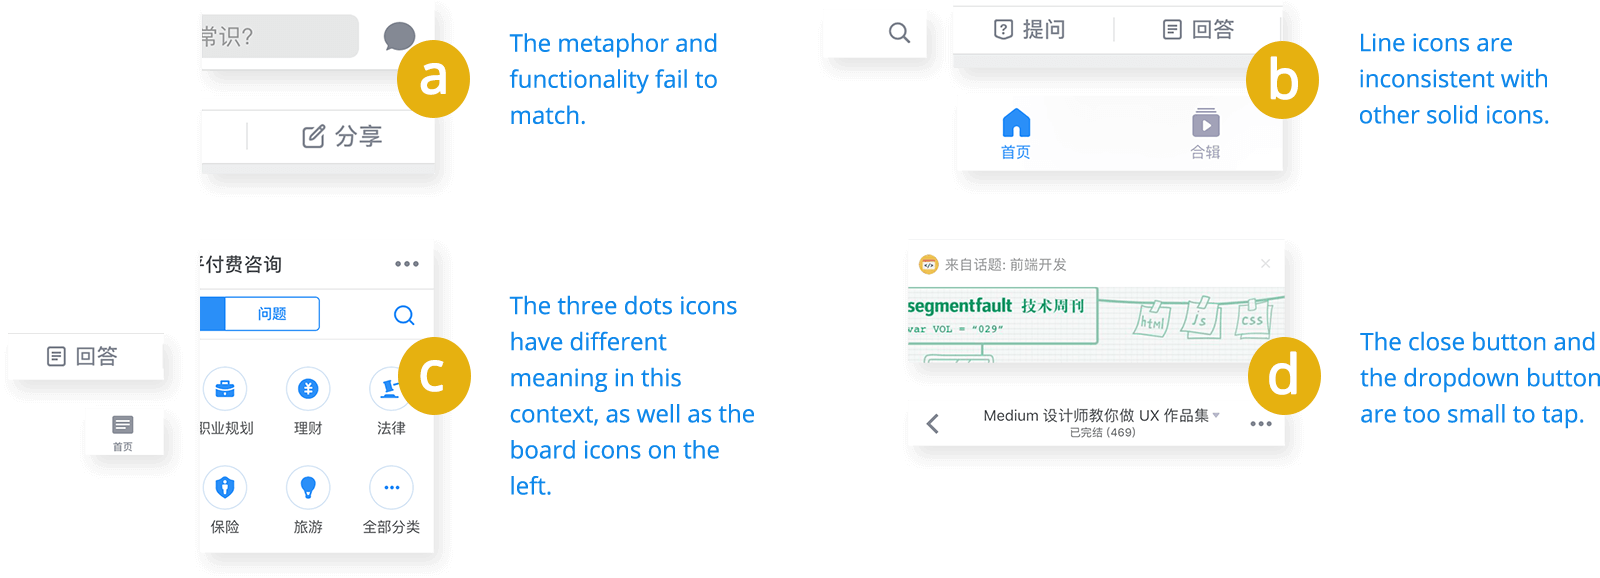 常识?
a
The metaphor and
functionality fail to
match.
分享
提问
回答
b
Line icons are
inconsistent with
other solid icons.
首页
合辑
付费咨询
问题
回答
首页
c
职业规划
理财
法律
保险
旅游
全部分类
The three dots icons
have different
meaning in this
context, as well as the
board icons on the
left.
来自话题: 前端开发
segmentfault 技术周刊
var VOL = “029”
html
js
css
d
Medium 设计师教你做 UX 作品集
已完结 (469)
The close button and
the dropdown button
are too small to tap.